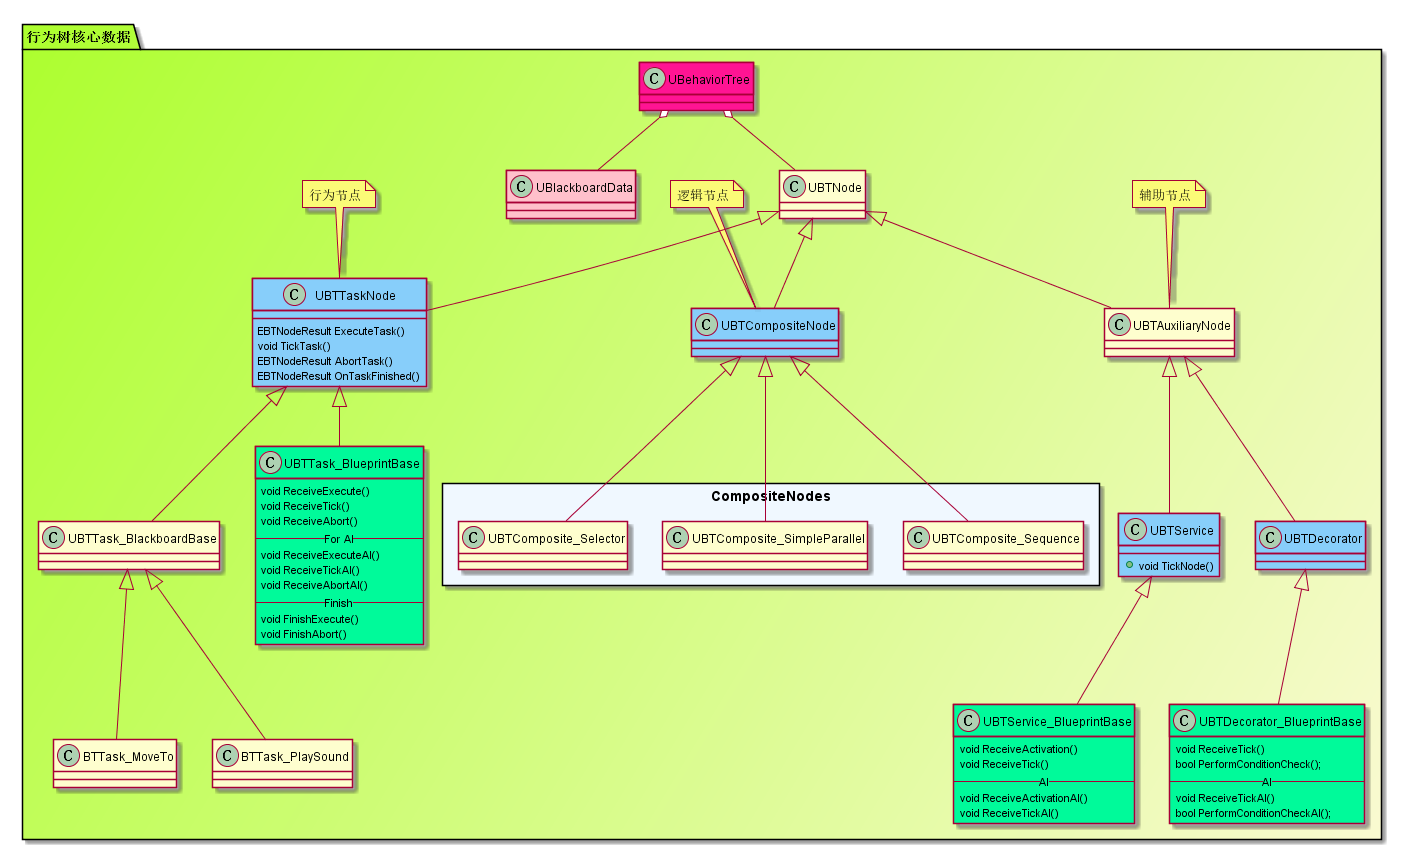 行为树核心数据
C UBehaviorTree
C UBlackboardData
C UBTNode
行为节点
逻辑节点
辅助节点
C UBTTaskNode
EBTNodeResult ExecuteTask()
void TickTask()
EBTNodeResult AbortTask()
EBTNodeResult OnTaskFinished()
C UBTCompositeNode
C UBTAuxiliaryNode
C UBTTask_BlackboardBase
C UBTTask_BlueprintBase
void ReceiveExecute()
void ReceiveTick()
void ReceiveAbort()
For AI
void ReceiveExecuteAI()
void ReceiveTickAI()
void ReceiveAbortAI()
Finish
void FinishExecute()
void FinishAbort()
CompositeNodes
C UBTComposite_Selector
C UBTComposite_SimpleParallel
C UBTComposite_Sequence
C UBTService
void TickNode()
C UBTDecorator
C BTTask_MoveTo
C BTTask_PlaySound
C UBTService_BlueprintBase
void ReceiveActivation()
void ReceiveTick()
AI
void ReceiveActivationAI()
void ReceiveTickAI()
C UBTDecorator_BlueprintBase
void ReceiveTick()
bool PerformConditionCheck();
AI
void ReceiveTickAI()
bool PerformConditionCheckAI();